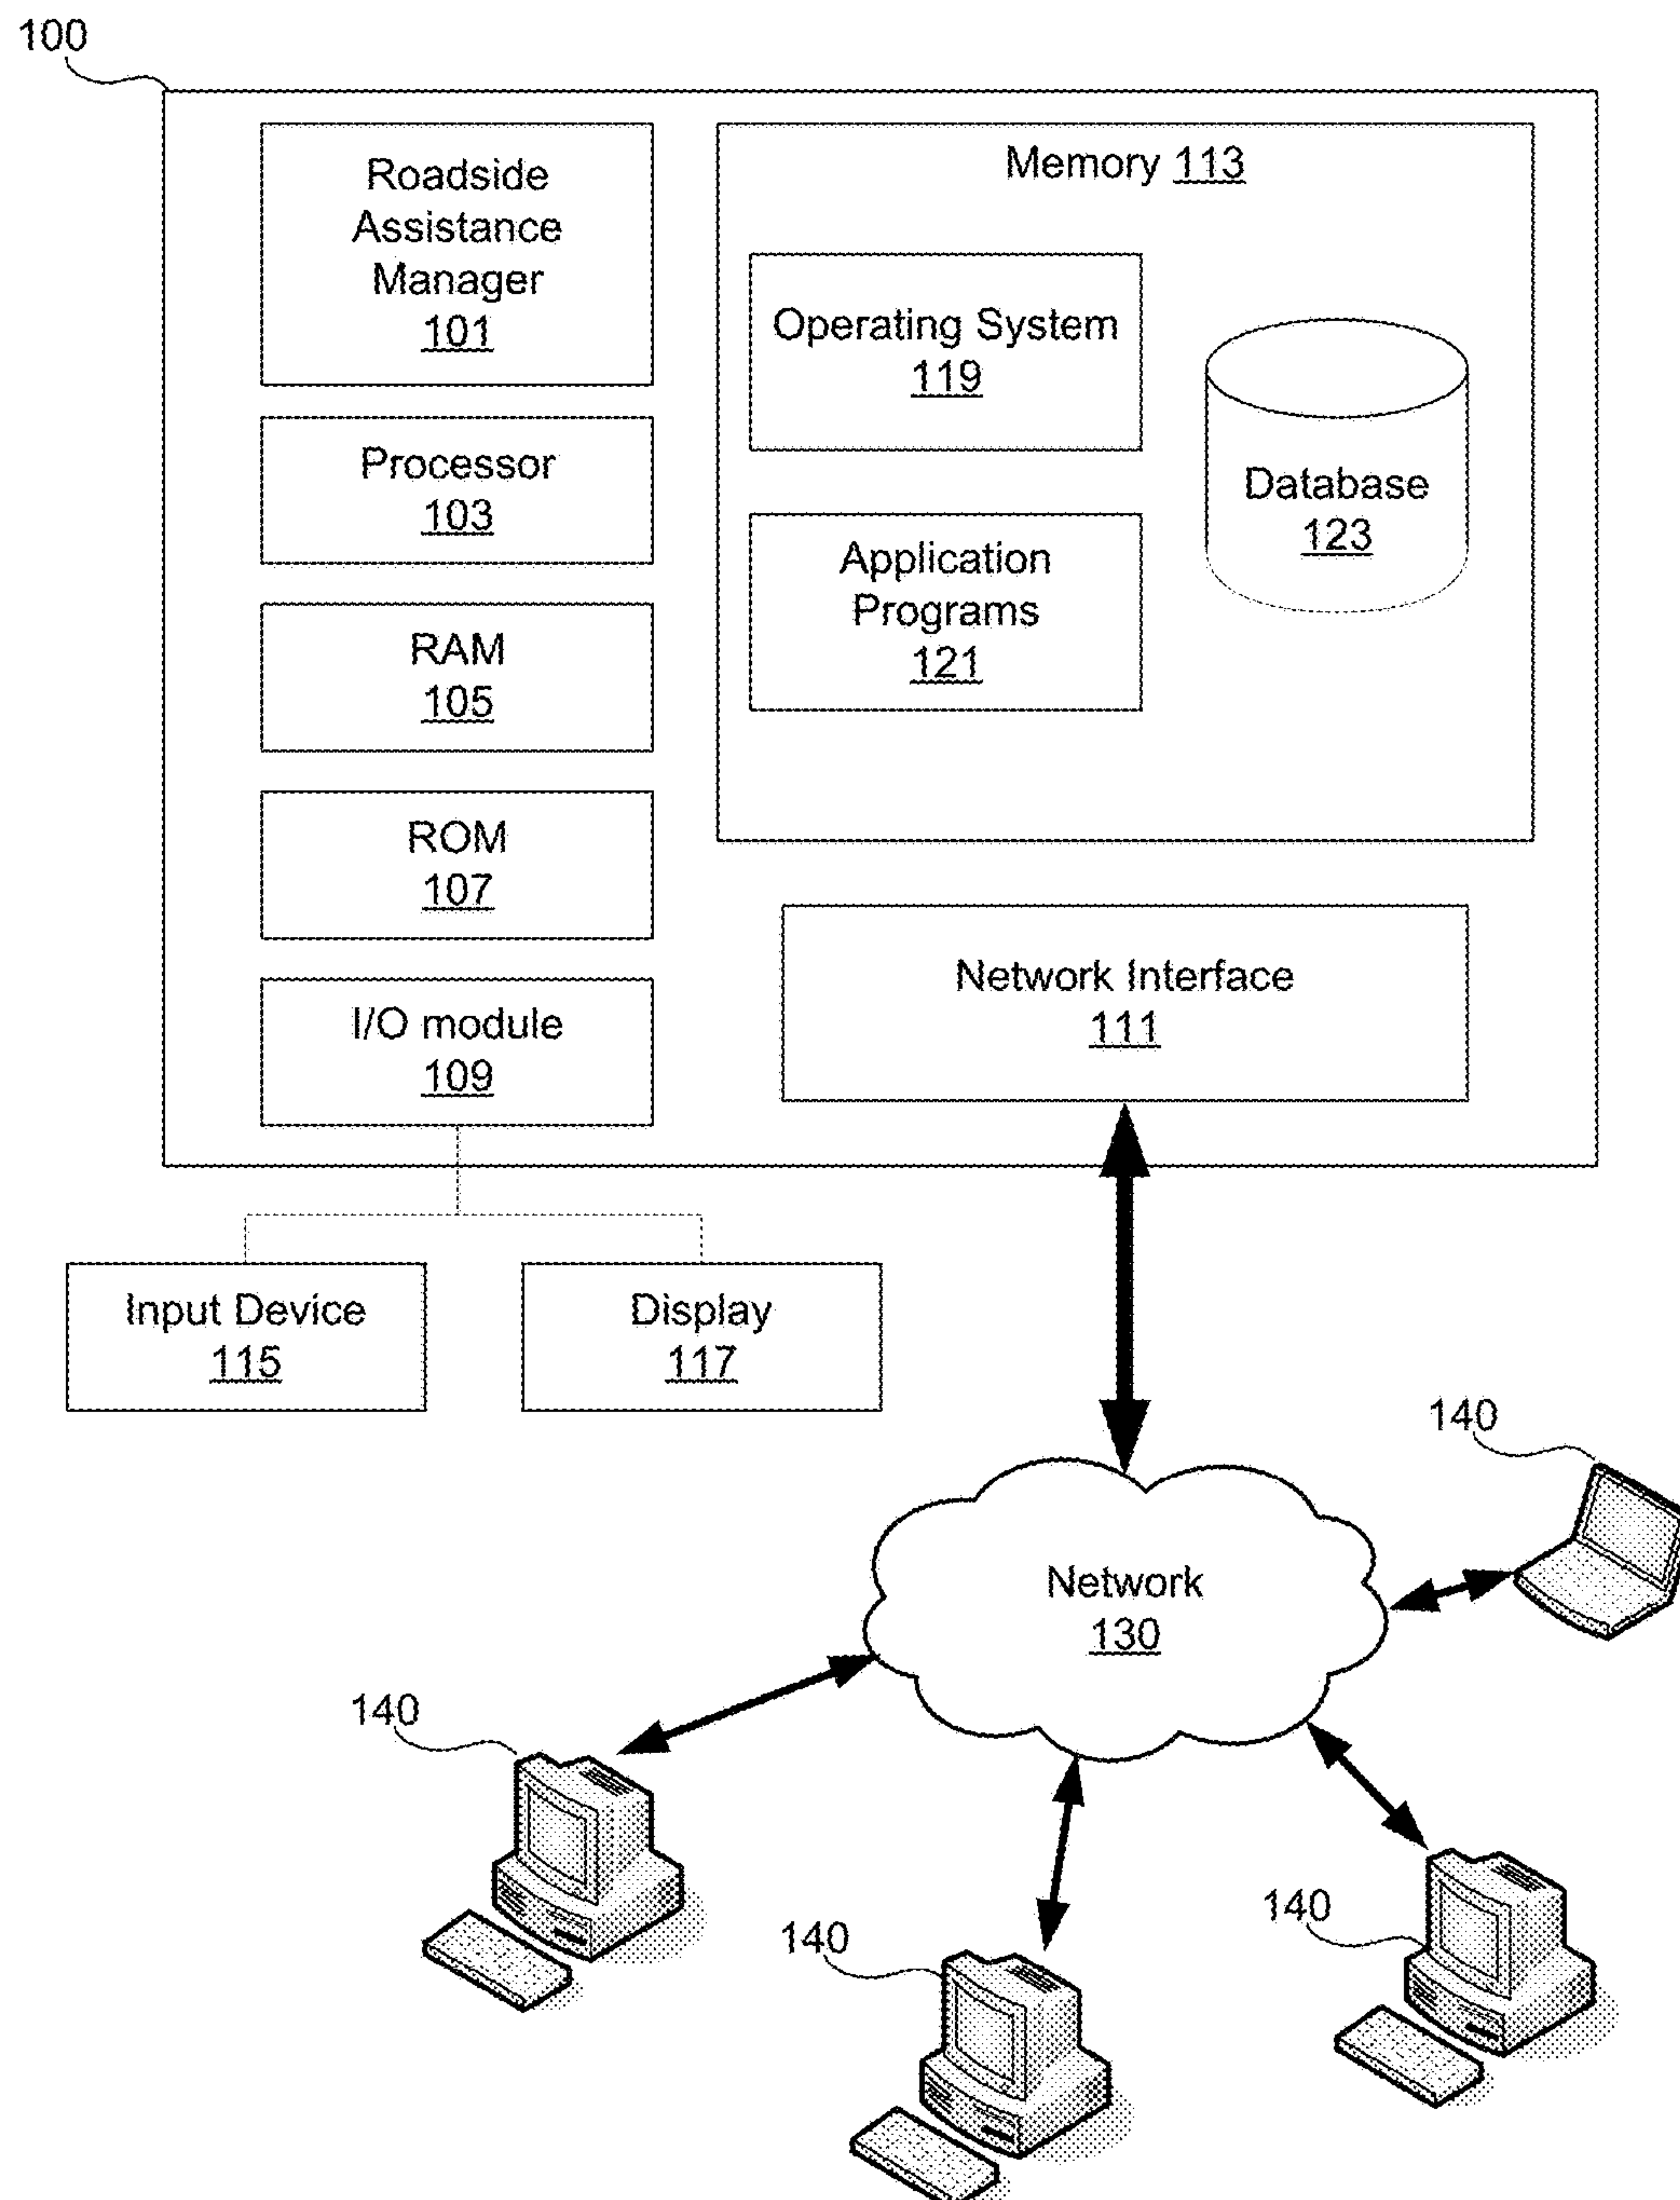 100
Roadside
Assistance
Manager
101
Processor
103
RAM
105
ROM
107
I/O module
109
Memory 113
Operating System
119
Application
Programs
121
Database
123
Network Interface
111
Input Device
115
Display
117
Network
130
140
140
140
140